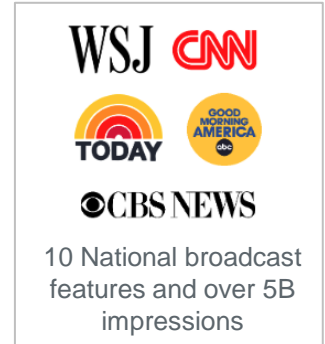 WSJ CNN
TODAY
GOOD
MORNING
AMERICA
abc
CBS NEWS
10 National broadcast
features and over 5B
impressions